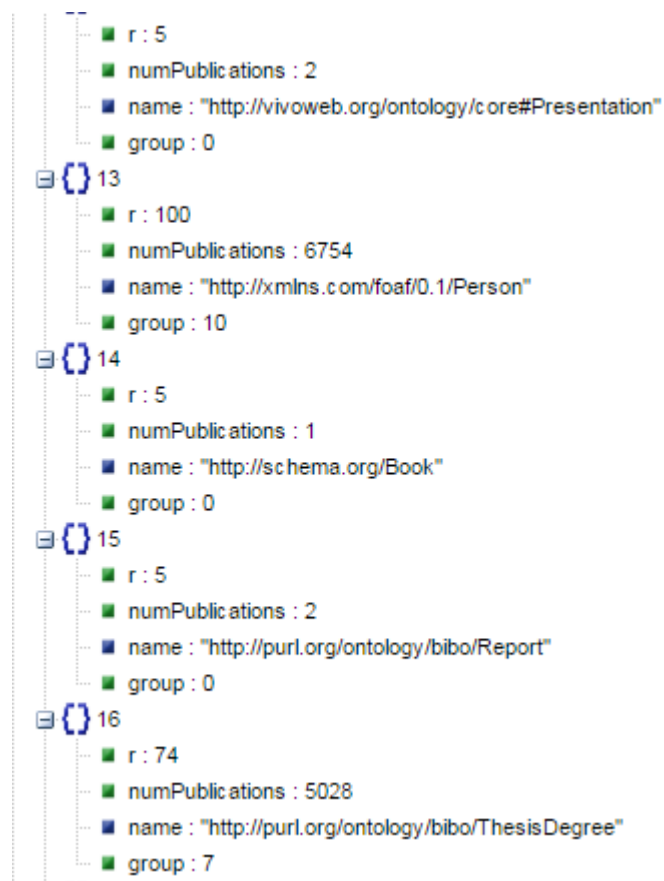 r : 5
numPublications : 2
name : "http://vivoweb.org/ontology/core#Presentation"
group : 0
{} 13
r : 100
numPublications : 6754
name : "http://xmlns.com/foaf/0.1/Person"
group : 10
{} 14
r : 5
numPublications : 1
name : "http://schema.org/Book"
group : 0
{} 15
r : 5
numPublications : 2
name : "http://purl.org/ontology/bibo/Report"
group : 0
{} 16
r : 74
numPublications : 5028
name : "http://purl.org/ontology/bibo/ThesisDegree"
group : 7